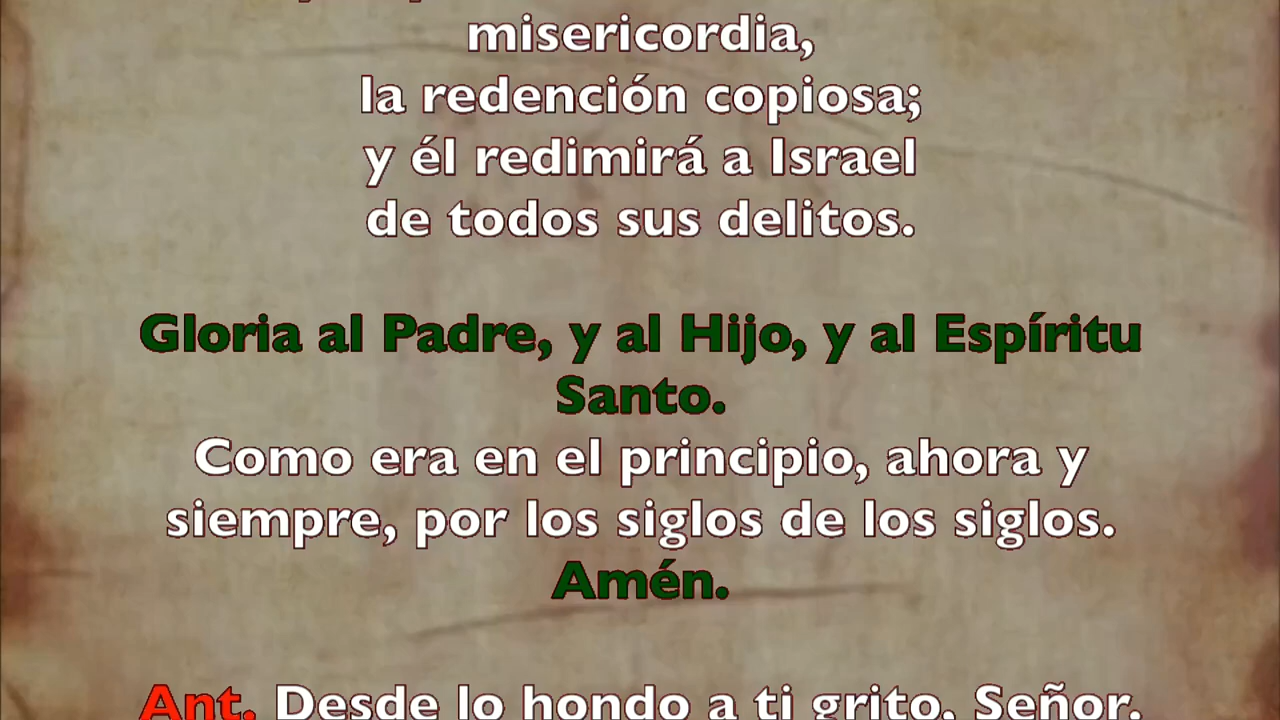 misericordia,
la redención copiosa;
y él redimirá a Israel
de todos sus delitos.
Gloria al Padre, y al Hijo, y al Espíritu
Santo.
Como era en el principio, ahora y
siempre, por los siglos de los siglos.
Amén.
Ant. Desde lo hondo a ti grito, Señor.